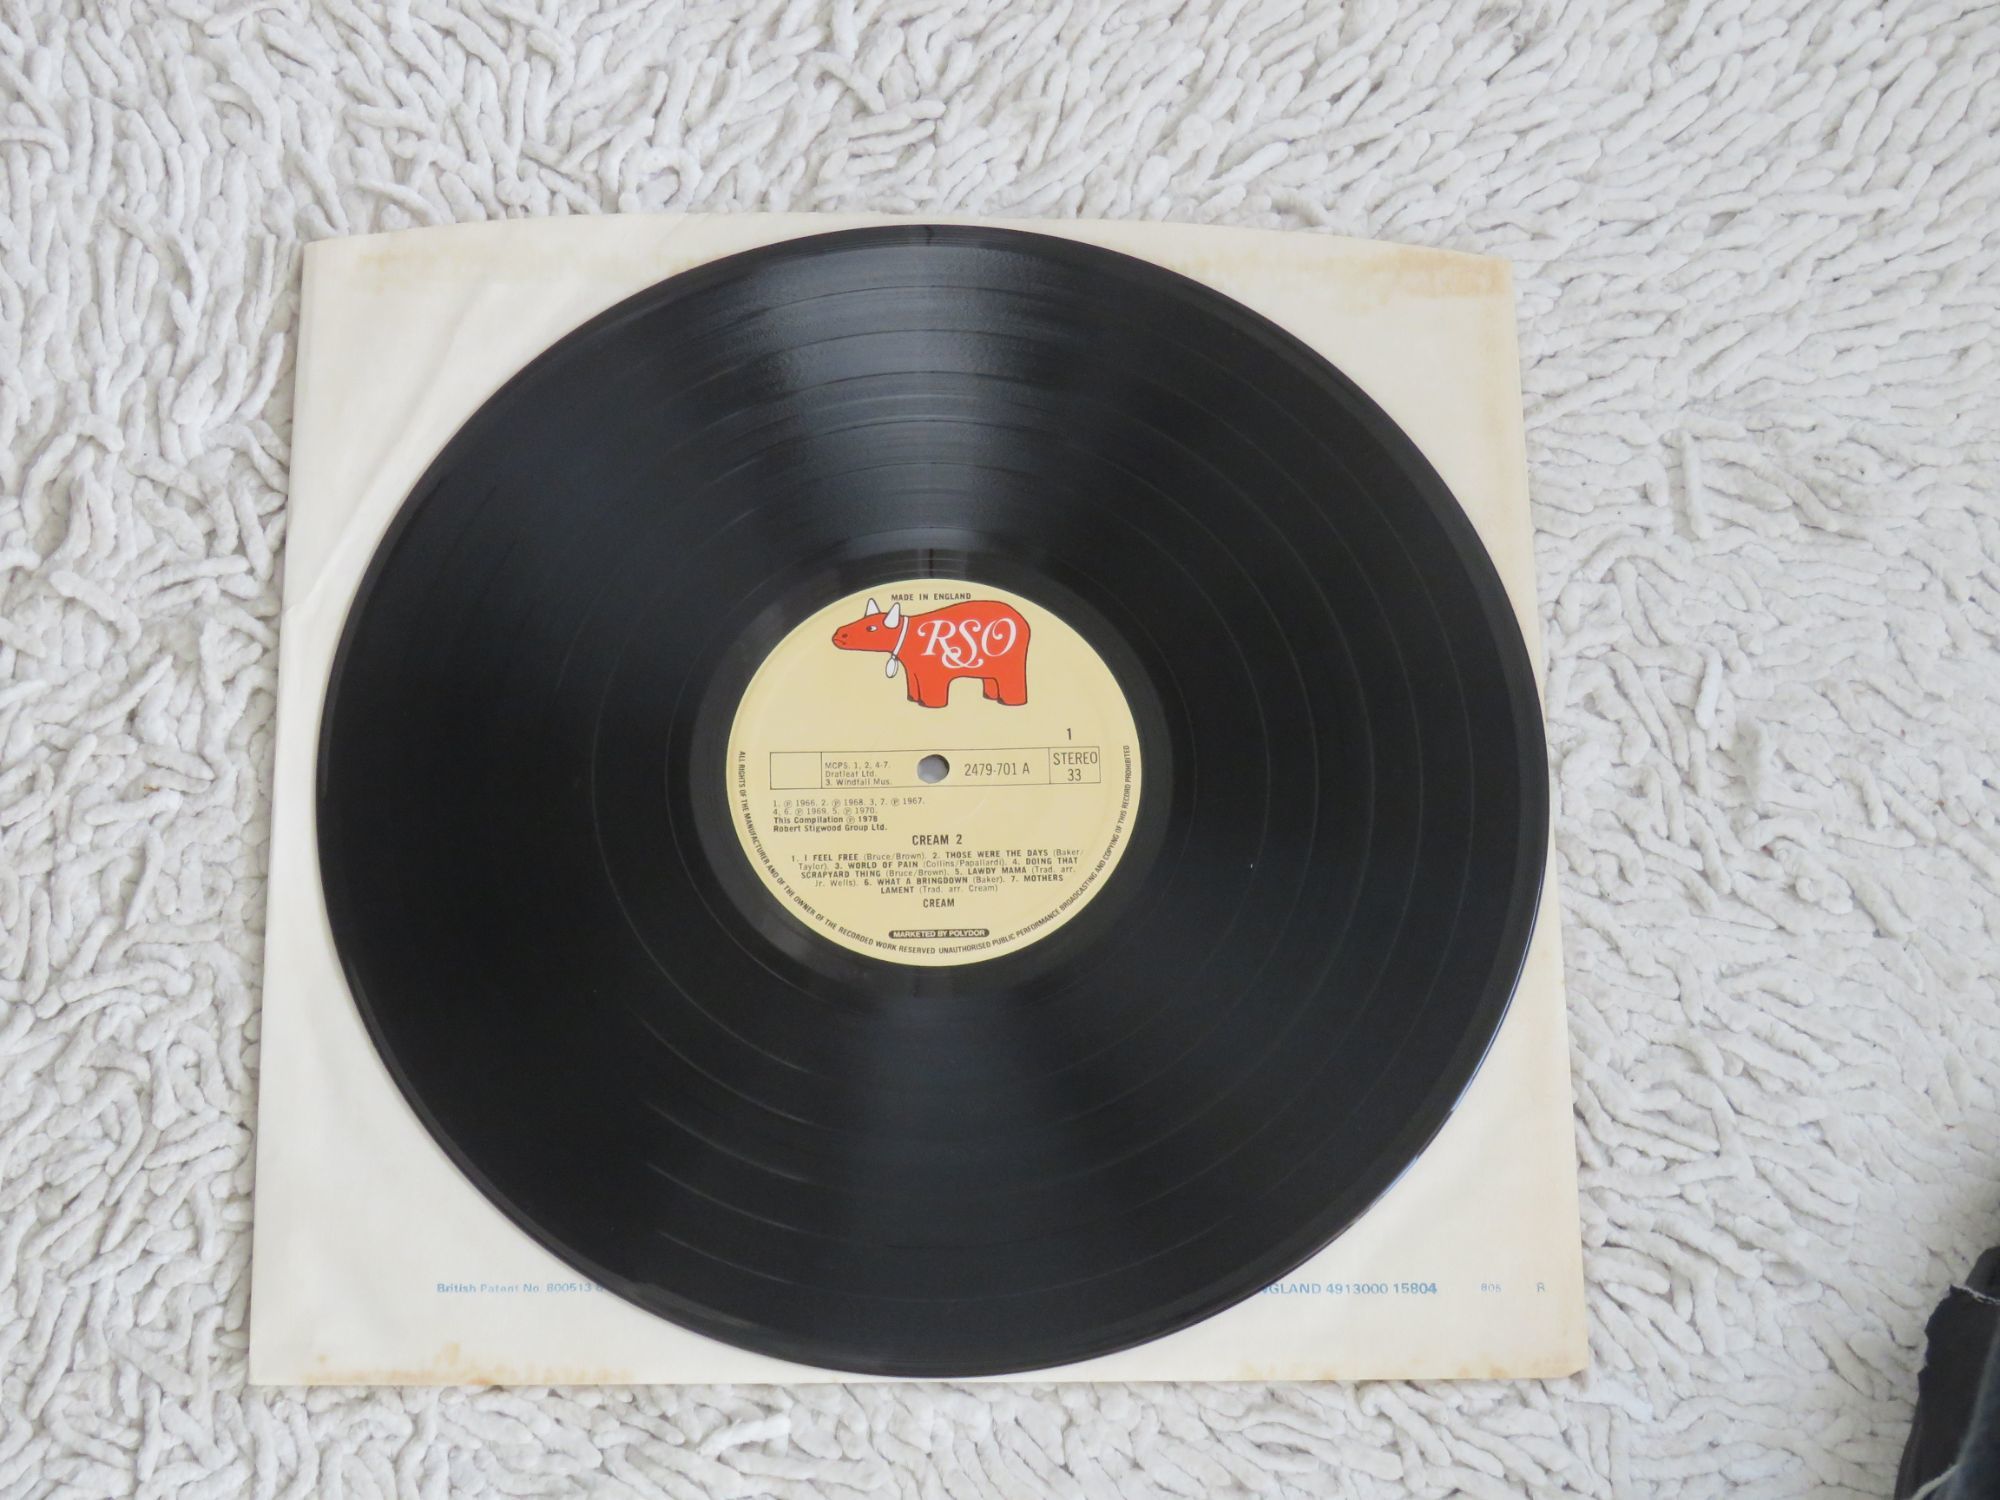 MADE IN ENGLAND
RSO
1
MCPS. 1, 2, 4-7.
Dratleaf Ltd.
3. Windfall Mus.
2479-701 A
STEREO
33
1. ℗ 1966. 2. ℗ 1968. 3, 7. ℗ 1967.
4, 6. ℗ 1969. 5. ℗ 1970.
This Compilation ℗ 1978
Robert Stigwood Group Ltd.
CREAM 2
1. I FEEL FREE (Bruce/Brown). 2. THOSE WERE THE DAYS (Baker/
Taylor). 3. WORLD OF PAIN (Collins/Papaliardi). 4. DOING THAT
SCRAPYARD THING (Bruce/Brown). 5. LAWDY MAMA (Trad. arr.
Jr. Wells). 6. WHAT A BRINGDOWN (Baker). 7. MOTHERS
LAMENT (Trad. arr. Cream)
CREAM
MARKETED BY POLYDOR
ALL RIGHTS OF THE MANUFACTURER AND OF THE OWNER OF THE RECORDED WORK RESERVED UNAUTHORISED PUBLIC PERFORMANCE BROADCASTING AND COPYING OF THIS RECORD PROHIBITED
British Patent No. 800513
GLAND 4913000 15804 805 R